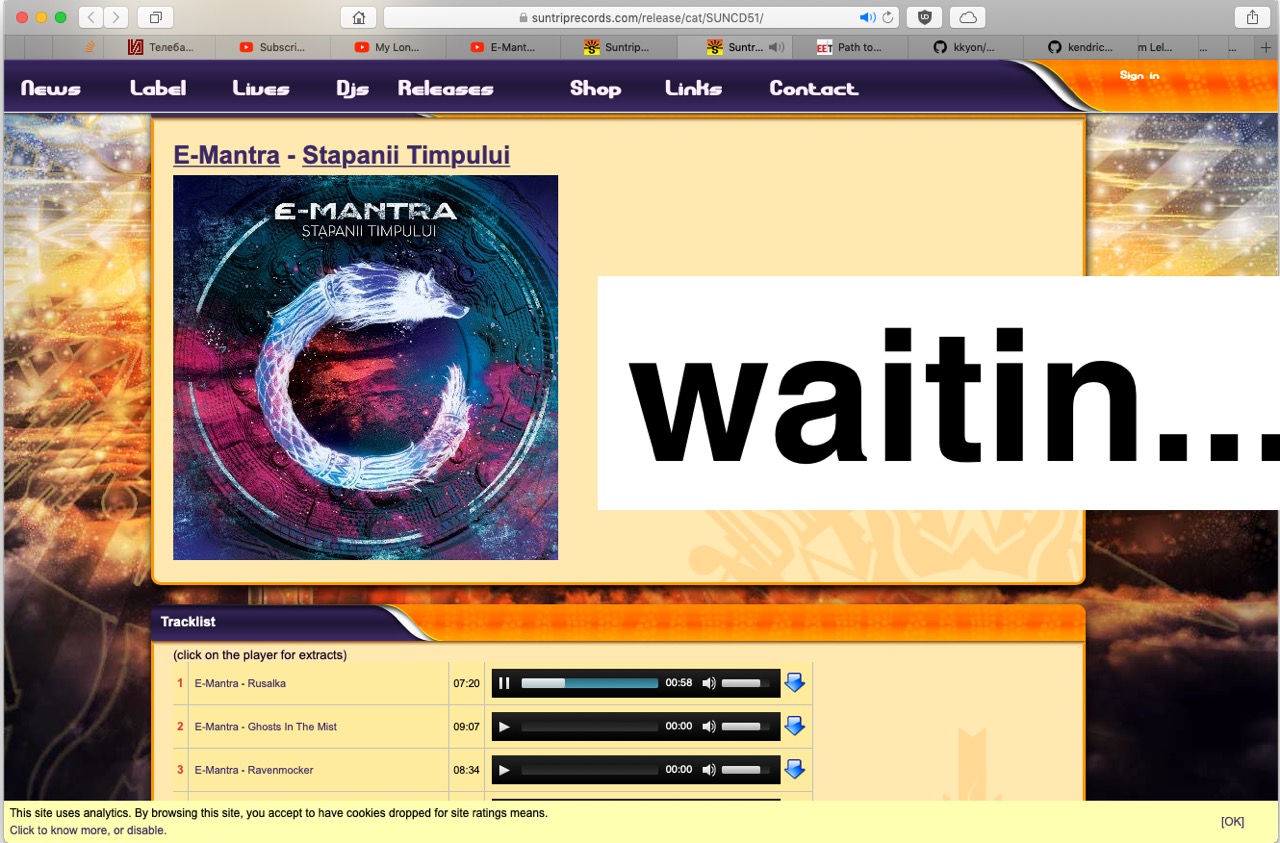 suntriprecords.com/release/cat/SUNCD51/
Телеба...
Subscri...
My Lon...
E-Mant...
Suntrip...
Suntr...
EET Path to...
kkyon/...
kendric...
m Lel...
...
...
News Label Lives Djs Releases Shop Links Contact
Sign in
E-Mantra - Stapanii Timpului
E-MANTRA
STAPANII TIMPULUI
waitin...
Tracklist
(click on the player for extracts)
1 E-Mantra - Rusalka 07:20 00:58
2 E-Mantra - Ghosts In The Mist 09:07 00:00
3 E-Mantra - Ravenmocker 08:34 00:00
This site uses analytics. By browsing this site, you accept to have cookies dropped for site ratings means.
Click to know more, or disable.
[OK]